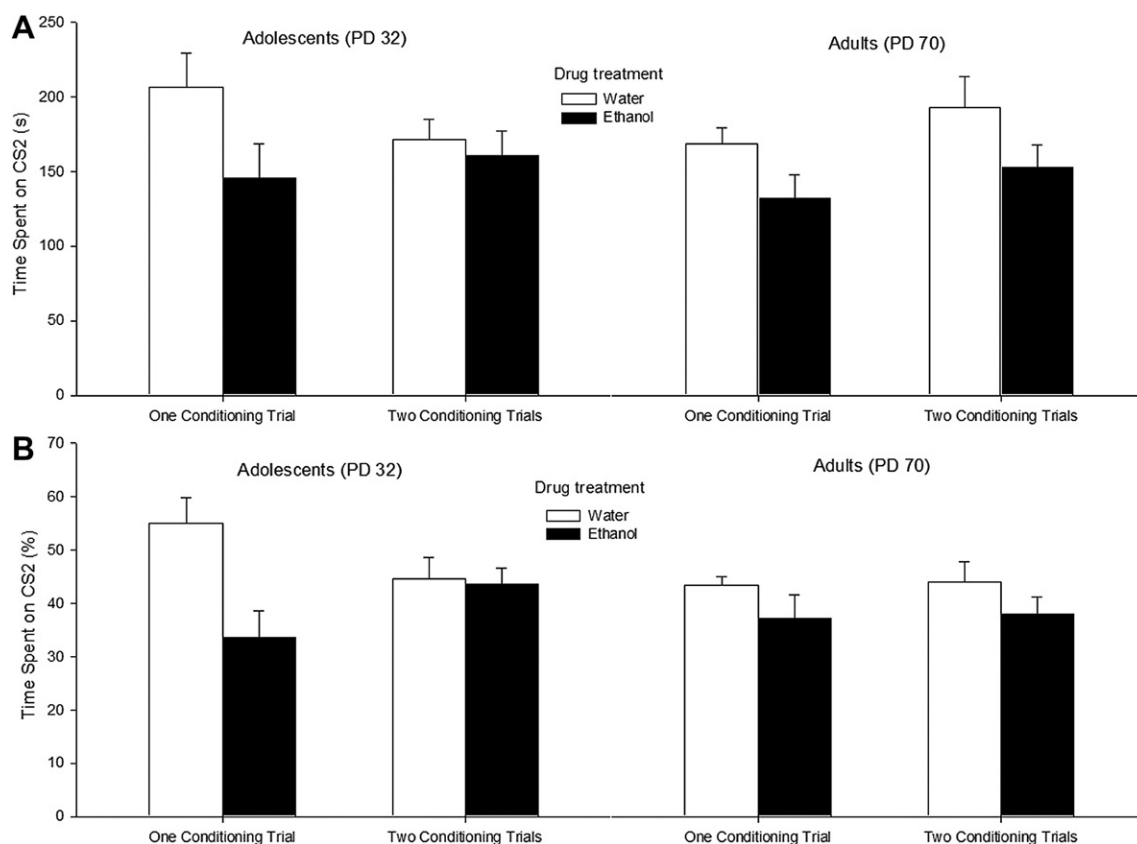 A
Adolescents (PD 32)
Adults (PD 70)
Drug treatment
Water
Ethanol
Time Spent on CS2 (s)
250
200
150
100
50
0
One Conditioning Trial
Two Conditioning Trials
One Conditioning Trial
Two Conditioning Trials
B
Adolescents (PD 32)
Adults (PD 70)
Drug treatment
Water
Ethanol
Time Spent on CS2 (%)
70
60
50
40
30
20
10
0
One Conditioning Trial
Two Conditioning Trials
One Conditioning Trial
Two Conditioning Trials